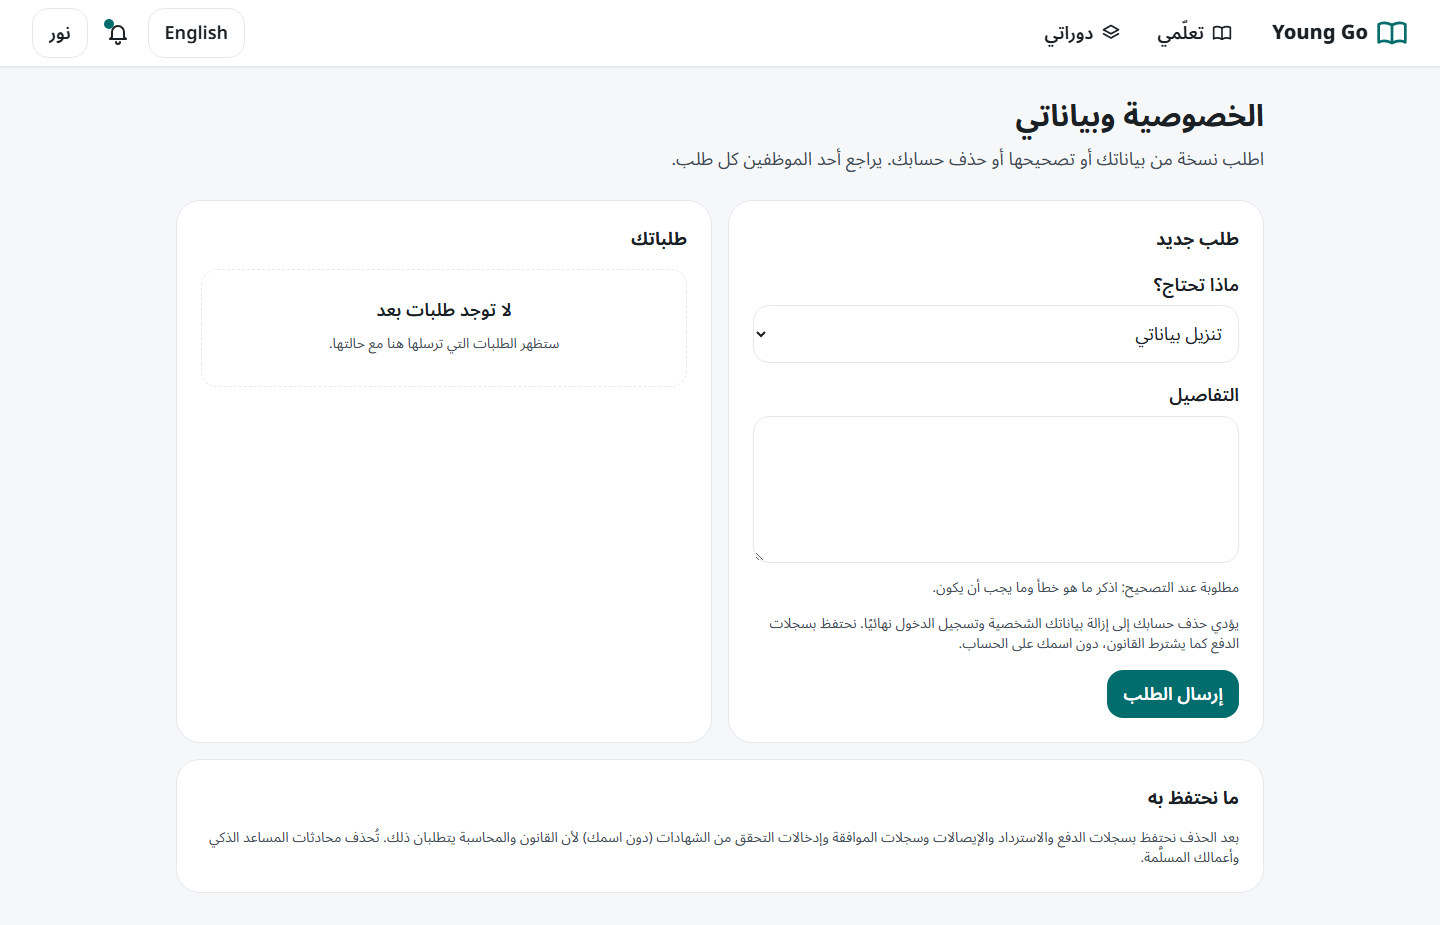 Young Go
تعلّمي
دوراتي
English
نور
الخصوصية وبياناتي
اطلب نسخة من بياناتك أو تصحيحها أو حذف حسابك. يراجع أحد الموظفين كل طلب.
طلب جديد
ماذا تحتاج؟
تنزيل بياناتي
التفاصيل
مطلوبة عند التصحيح: اذكر ما هو خطأ وما يجب أن يكون.
يؤدي حذف حسابك إلى إزالة بياناتك الشخصية وتسجيل الدخول نهائيًا. نحتفظ بسجلات
الدفع كما يشترط القانون، دون اسمك على الحساب.
إرسال الطلب
طلباتك
لا توجد طلبات بعد
ستظهر الطلبات التي ترسلها هنا مع حالتها.
ما نحتفظ به
بعد الحذف نحتفظ بسجلات الدفع والاسترداد والإيصالات وسجلات الموافقة وإدخالات التحقق من الشهادات (دون اسمك) لأن القانون والمحاسبة يتطلبان ذلك. تُحذف محادثات المساعد الذكي
وأعمالك المسلَّمة.